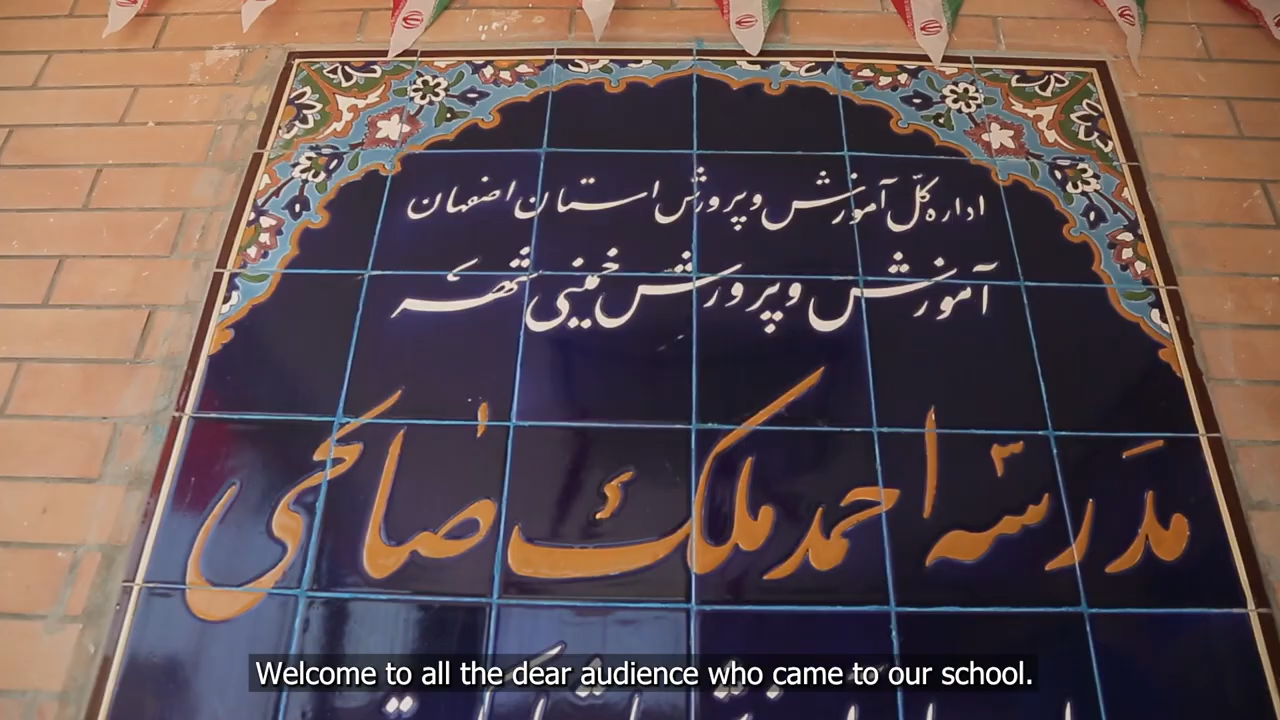 اداره کلّ آموزش و پرورش استان اصفهان
آموزش و پرورش خمینی شهر
مدرسه احمد ملک صالحی
Welcome to all the dear audience who came to our school.